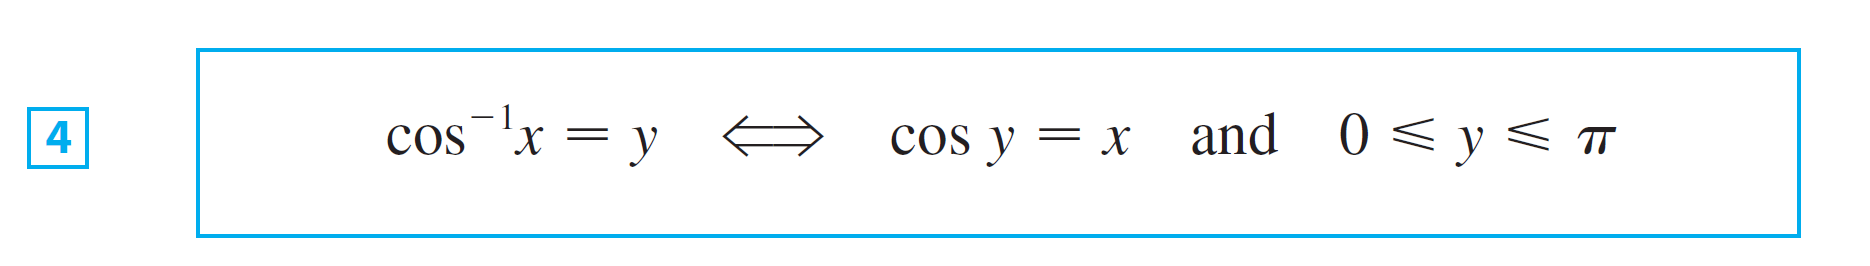 4 cos⁻¹x = y ⟺ cos y = x and 0 ⩽ y ⩽ π